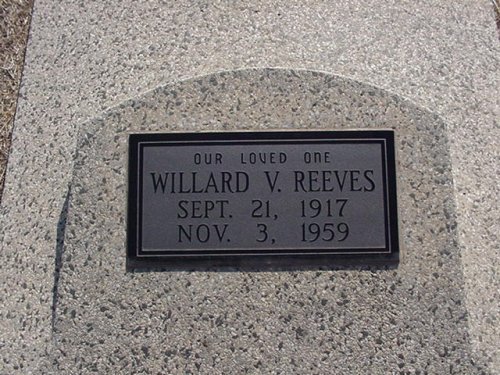 OUR LOVED ONE
WILLARD V. REEVES
SEPT. 21, 1917
NOV. 3, 1959